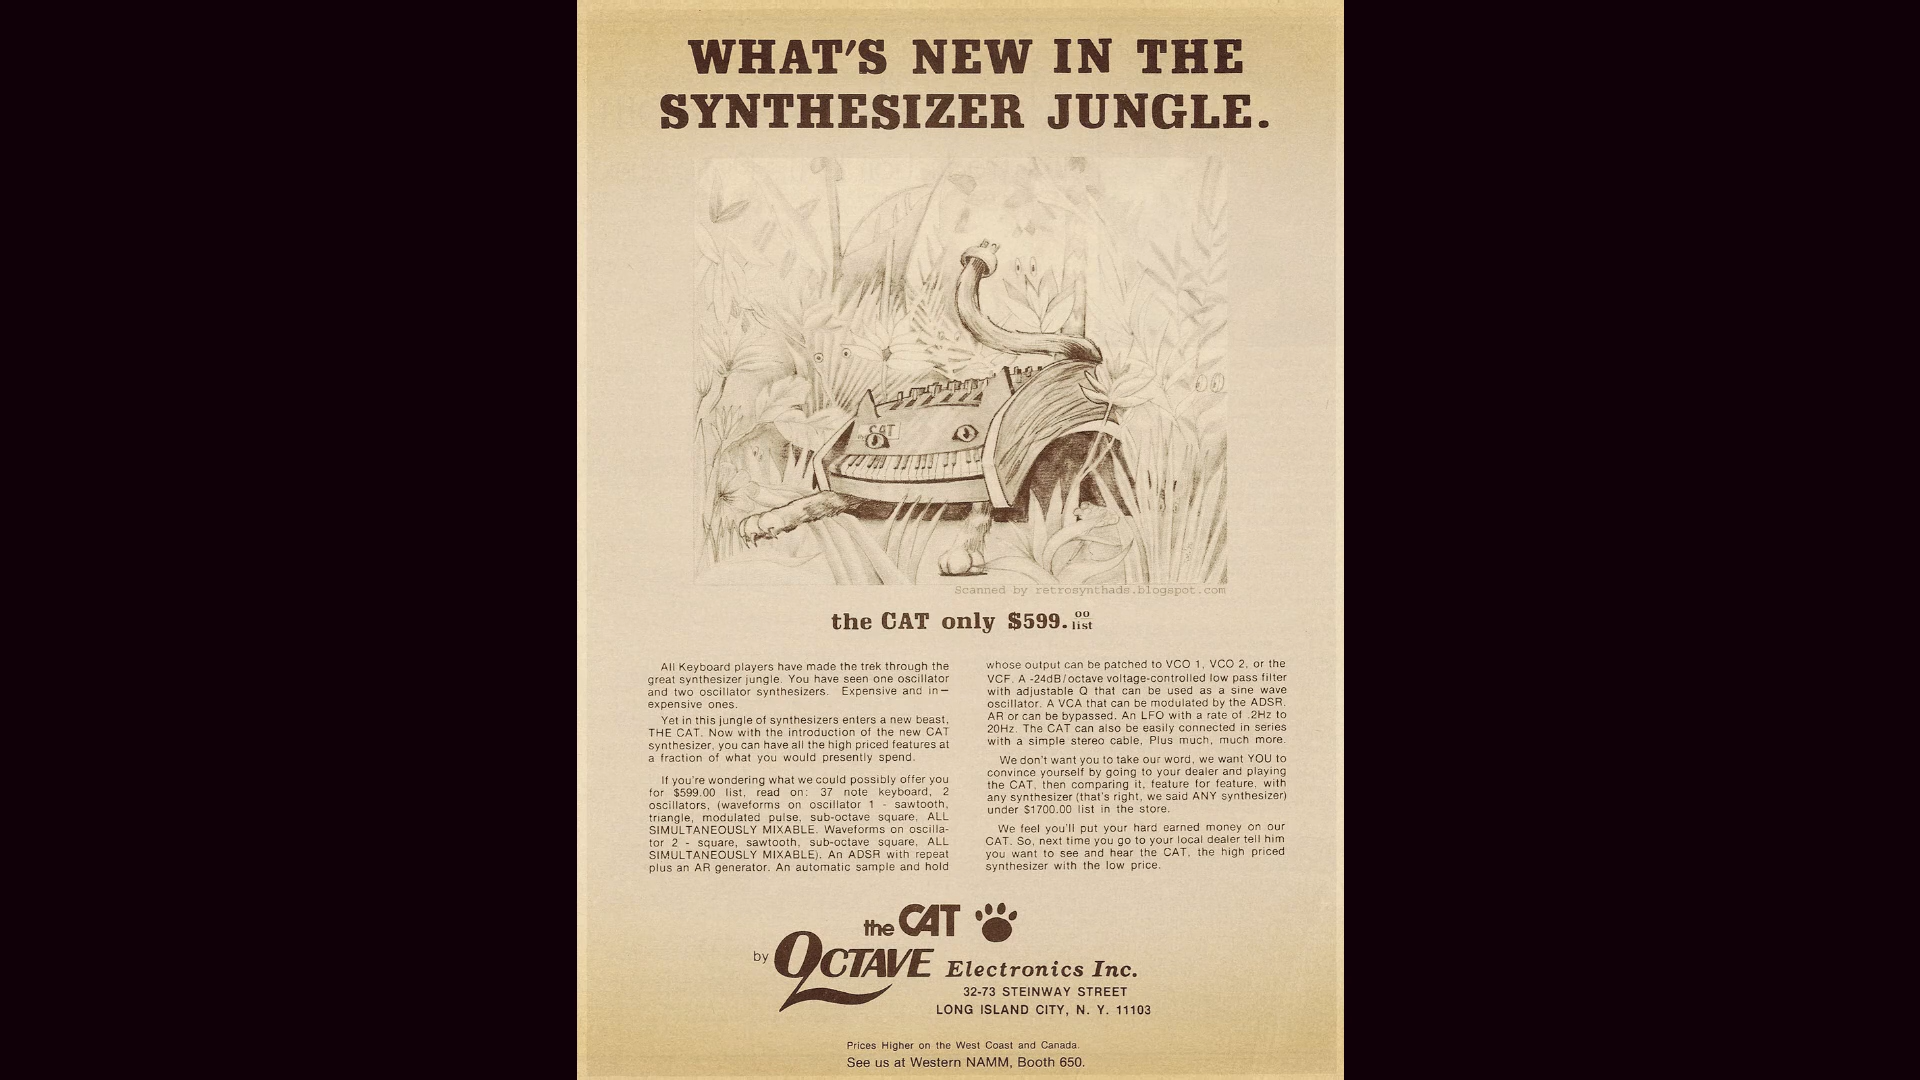 WHAT'S NEW IN THE
SYNTHESIZER JUNGLE.
CAT
Scanned by retrosynthads.blogspot.com
the CAT only $599.00 list
All Keyboard players have made the trek through the
great synthesizer jungle. You have seen one oscillator
and two oscillator synthesizers. Expensive and in-
expensive ones.
Yet in this jungle of synthesizers enters a new beast,
THE CAT. Now with the introduction of the new CAT
synthesizer, you can have all the high priced features at
a fraction of what you would presently spend.
If you're wondering what we could possibly offer you
for $599.00 list, read on: 37 note keyboard, 2
oscillators, (waveforms on oscillator 1 - sawtooth,
triangle, modulated pulse, sub-octave square, ALL
SIMULTANEOUSLY MIXABLE. Waveforms on oscilla-
tor 2 - square, sawtooth, sub-octave square, ALL
SIMULTANEOUSLY MIXABLE). An ADSR with repeat
plus an AR generator. An automatic sample and hold
whose output can be patched to VCO 1, VCO 2, or the
VCF. A -24dB/octave voltage-controlled low pass filter
with adjustable Q that can be used as a sine wave
oscillator. A VCA that can be modulated by the ADSR,
AR or can be bypassed. An LFO with a rate of .2Hz to
20Hz. The CAT can also be easily connected in series
with a simple stereo cable, Plus much, much more.
We don't want you to take our word, we want YOU to
convince yourself by going to your dealer and playing
the CAT, then comparing it, feature for feature, with
any synthesizer (that's right, we said ANY synthesizer)
under $1700.00 list in the store.
We feel you'll put your hard earned money on our
CAT. So, next time you go to your local dealer tell him
you want to see and hear the CAT, the high priced
synthesizer with the low price.
the CAT
by OCTAVE Electronics Inc.
32-73 STEINWAY STREET
LONG ISLAND CITY, N. Y. 11103
Prices Higher on the West Coast and Canada.
See us at Western NAMM, Booth 650.